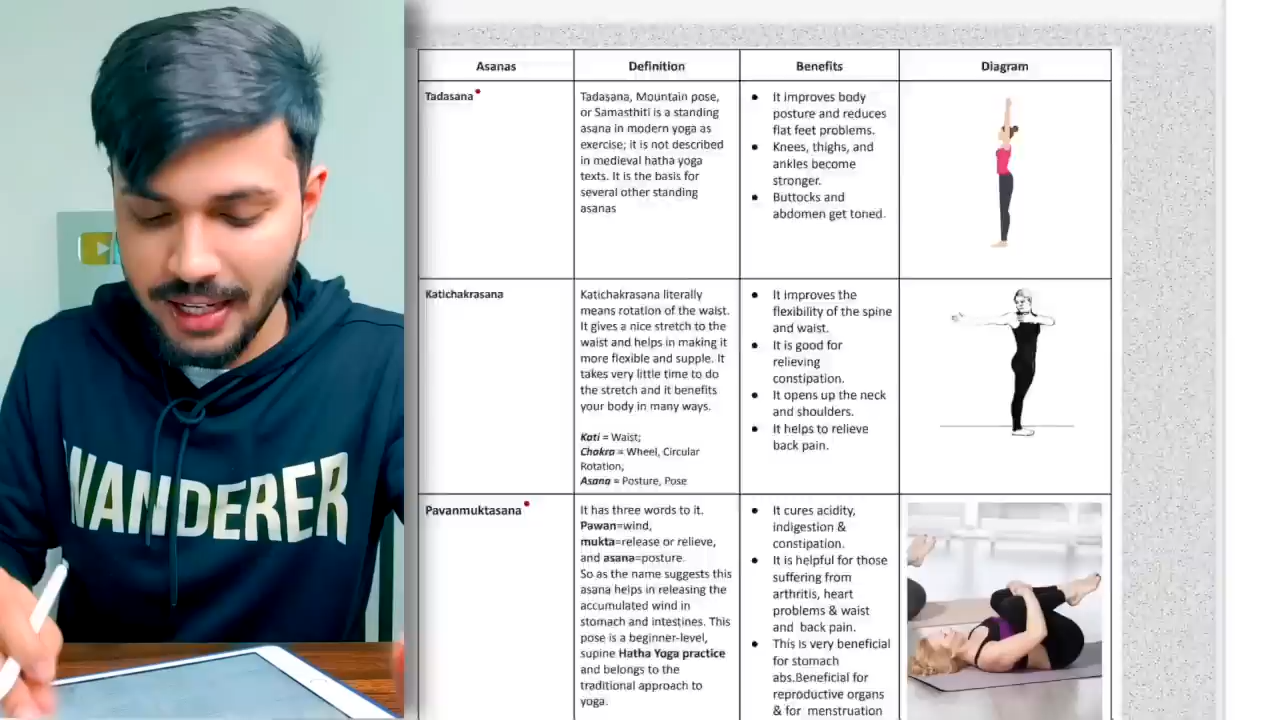 WANDERER
Asanas
Definition
Benefits
Diagram
Tadasana
Tadasana, Mountain pose,
or Samasthiti is a standing
asana in modern yoga as
exercise; it is not described
in medieval hatha yoga
texts. It is the basis for
several other standing
asanas
● It improves body
posture and reduces
flat feet problems.
● Knees, thighs, and
ankles become
stronger.
● Buttocks and
abdomen get toned.
Katichakrasana
Katichakrasana literally
means rotation of the waist.
It gives a nice stretch to the
waist and helps in making it
more flexible and supple. It
takes very little time to do
the stretch and it benefits
your body in many ways.
Kati = Waist;
Chakra = Wheel, Circular
Rotation,
Asana = Posture, Pose
● It improves the
flexibility of the spine
and waist.
● It is good for
relieving
constipation.
● It opens up the neck
and shoulders.
● It helps to relieve
back pain.
Pavanmuktasana
It has three words to it.
Pawan=wind,
mukta=release or relieve,
and asana=posture.
So as the name suggests this
asana helps in releasing the
accumulated wind in
stomach and intestines. This
pose is a beginner-level,
supine Hatha Yoga practice
and belongs to the
traditional approach to
yoga.
● It cures acidity,
indigestion &
constipation.
● It is helpful for those
suffering from
arthritis, heart
problems & waist
and back pain.
● This is very beneficial
for stomach
abs.Beneficial for
reproductive organs
& for menstruation